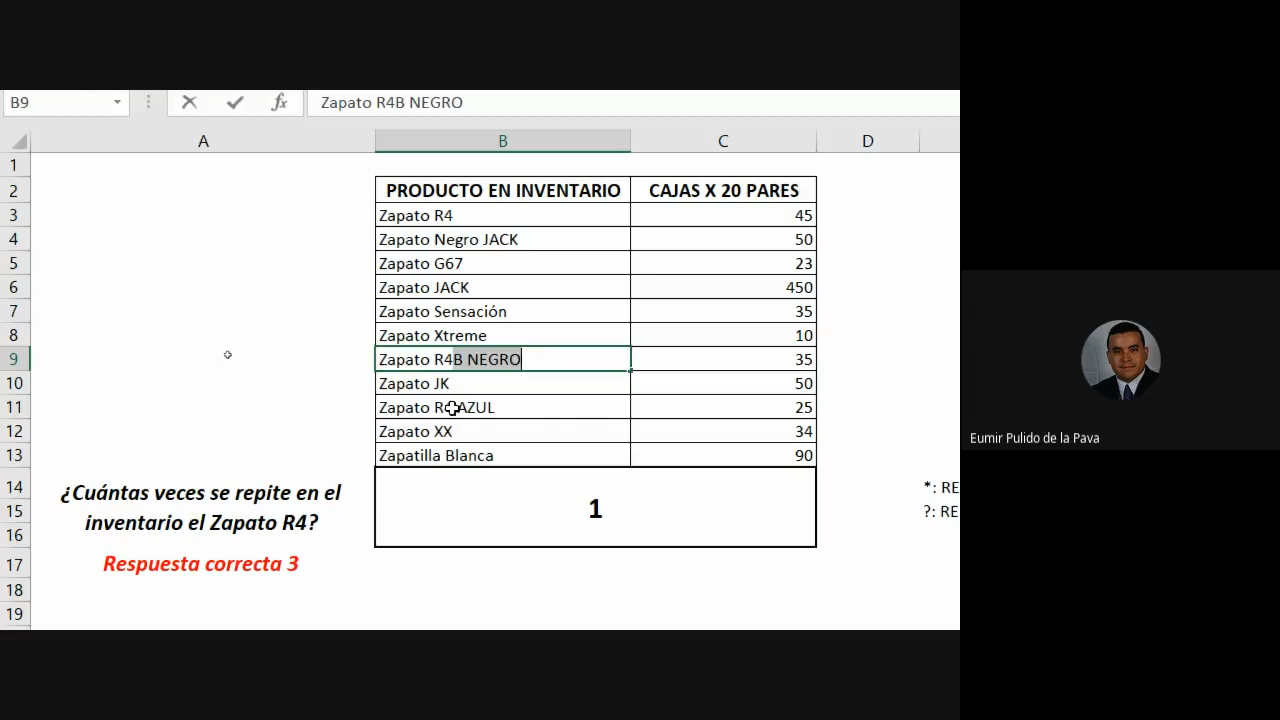 B9 fx Zapato R4B NEGRO
A B C D
1
2 PRODUCTO EN INVENTARIO CAJAS X 20 PARES
3 Zapato R4 45
4 Zapato Negro JACK 50
5 Zapato G67 23
6 Zapato JACK 450
7 Zapato Sensación 35
8 Zapato Xtreme 10
9 Zapato R4B NEGRO 35
10 Zapato JK 50
11 Zapato AZUL 25
12 Zapato XX 34
13 Zapatilla Blanca 90
14 ¿Cuántas veces se repite en el *: RE
15 inventario el Zapato R4? 1 ?: RE
16
17 Respuesta correcta 3
18
19
Eumir Pulido de la Pava